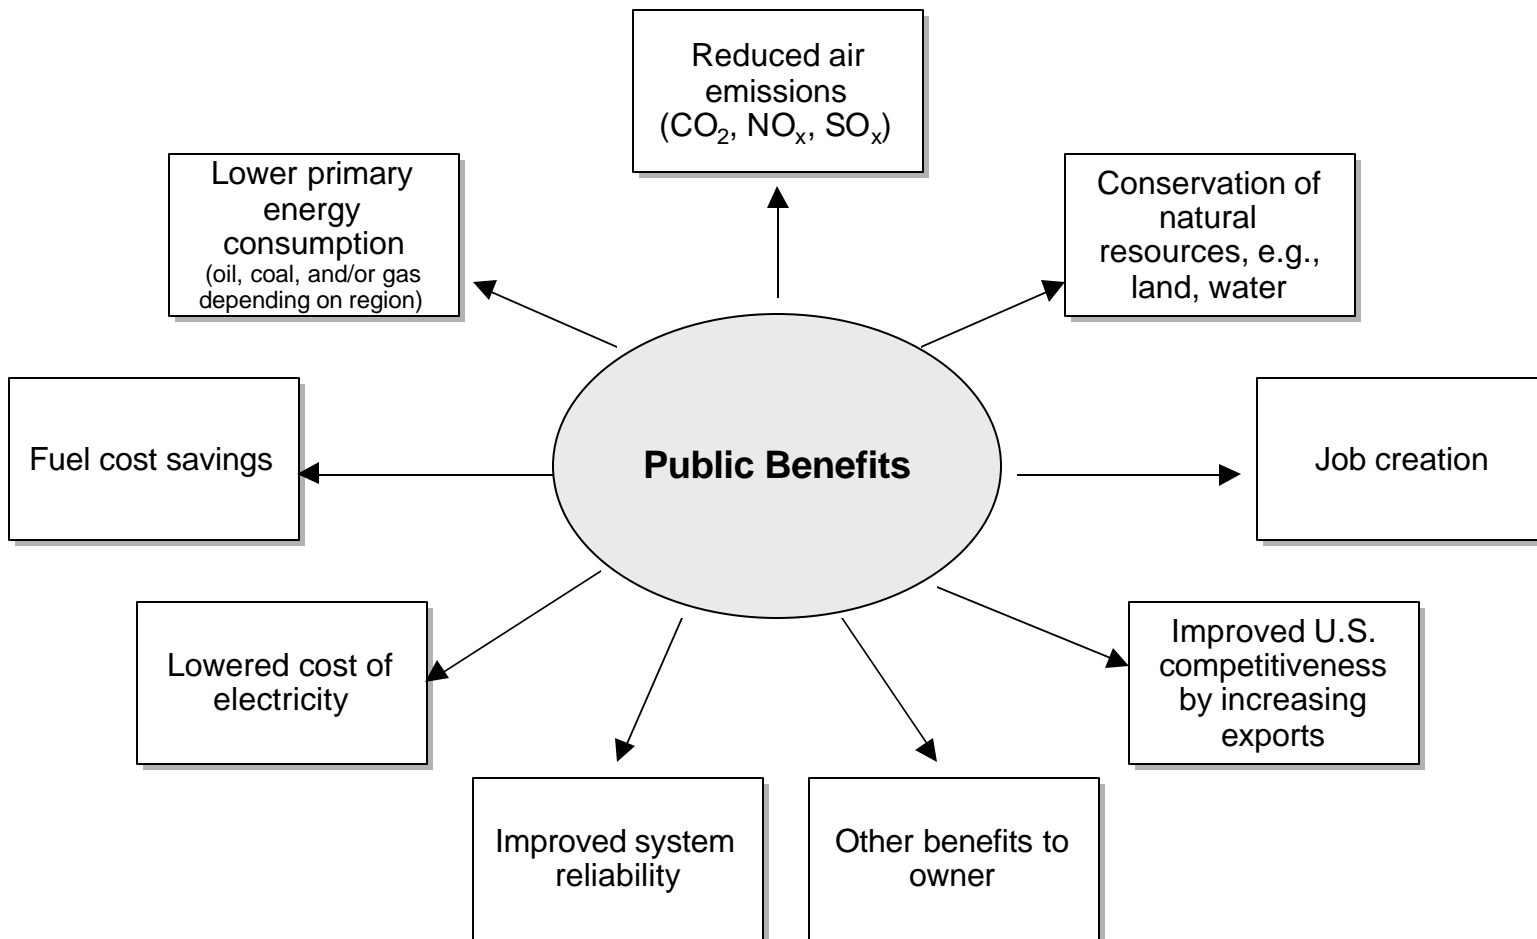 Reduced air
emissions
(CO₂, NOₓ, SOₓ)
Lower primary
energy
consumption
(oil, coal, and/or gas
depending on region)
Conservation of
natural
resources, e.g.,
land, water
Fuel cost savings
Public Benefits
Job creation
Lowered cost of
electricity
Improved U.S.
competitiveness
by increasing
exports
Improved system
reliability
Other benefits to
owner